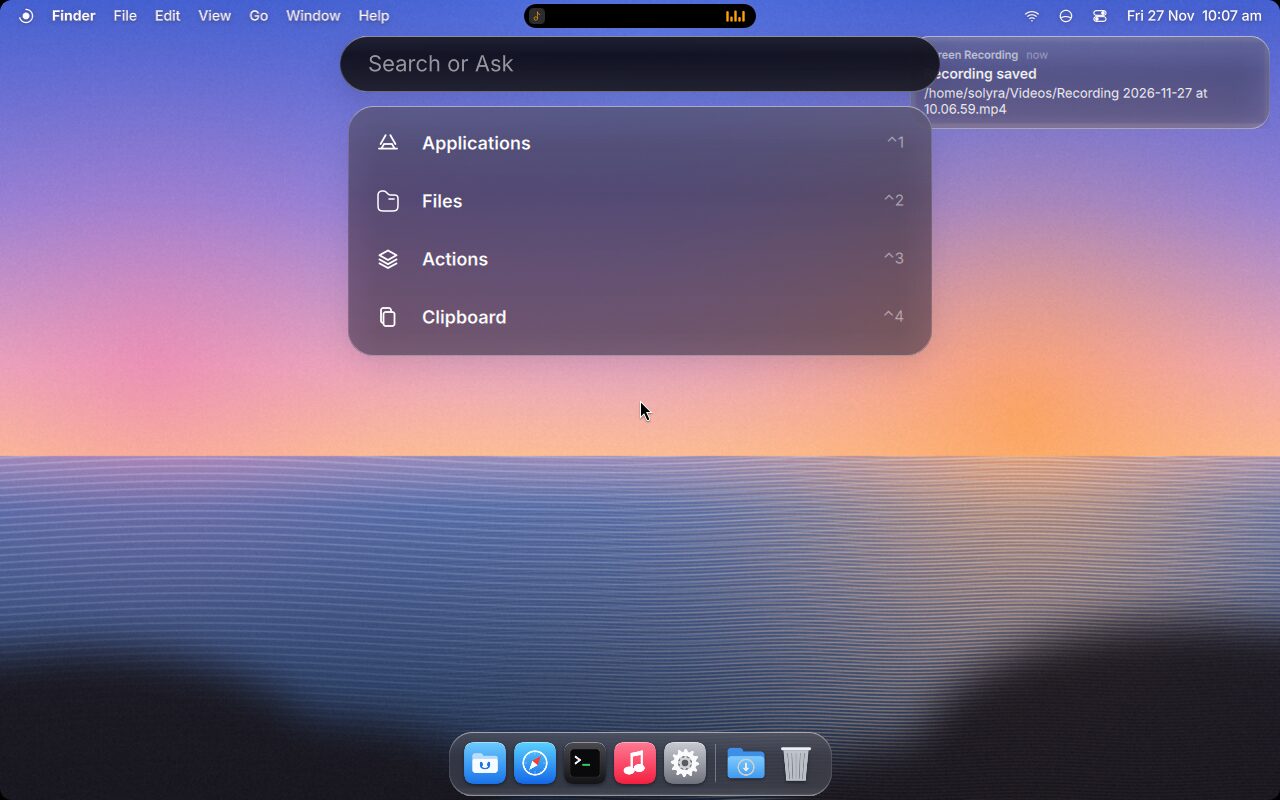 Finder File Edit View Go Window Help
Fri 27 Nov 10:07 am
Search or Ask
Recording now
saved
/home/solyra/Videos/Recording 2026-11-27 at
10.06.59.mp4
Applications ^1
Files ^2
Actions ^3
Clipboard ^4